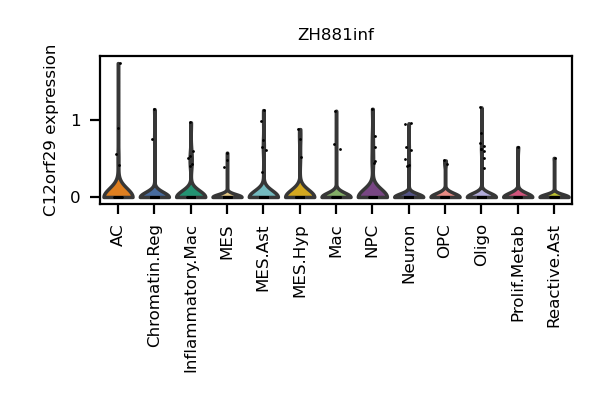 ZH881inf
C12orf29 expression
1
0
AC
Chromatin.Reg
Inflammatory.Mac
MES
MES.Ast
MES.Hyp
Mac
NPC
Neuron
OPC
Oligo
Prolif.Metab
Reactive.Ast